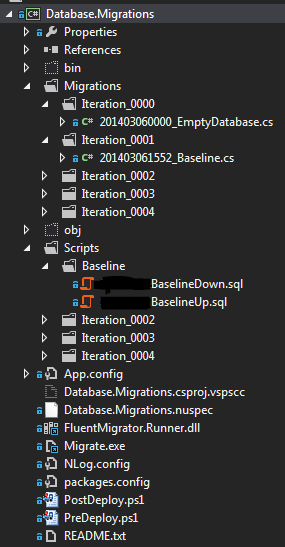 Database.Migrations
Properties
References
bin
Migrations
Iteration_0000
C# 201403060000_EmptyDatabase.cs
Iteration_0001
C# 201403061552_Baseline.cs
Iteration_0002
Iteration_0003
Iteration_0004
obj
Scripts
Baseline
BaselineDown.sql
BaselineUp.sql
Iteration_0002
Iteration_0003
Iteration_0004
App.config
Database.Migrations.csproj.vspscc
Database.Migrations.nuspec
FluentMigrator.Runner.dll
Migrate.exe
NLog.config
packages.config
PostDeploy.ps1
PreDeploy.ps1
README.txt